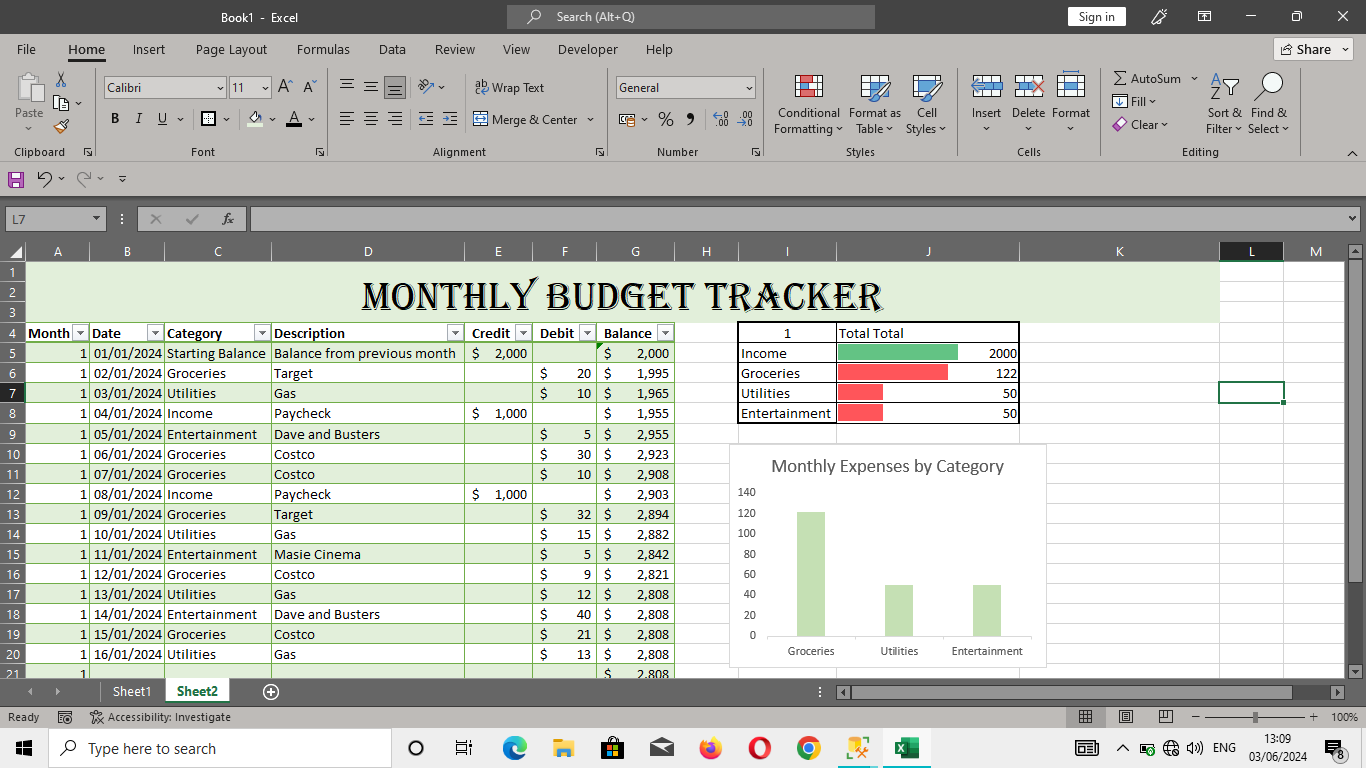 Book1 - Excel
Search (Alt+Q)
Sign in
File Home Insert Page Layout Formulas Data Review View Developer Help
Share
Paste
Clipboard
Calibri 11
B I U
Font
Wrap Text
Merge & Center
Alignment
General
Number
Conditional Formatting
Format as Table
Cell Styles
Styles
Insert Delete Format
Cells
AutoSum
Fill
Clear
Sort & Filter
Find & Select
Editing
L7
fx
A B C D E F G H I J K L M
1
2
3
MONTHLY BUDGET TRACKER
4 Month Date Category Description Credit Debit Balance
5 1 01/01/2024 Starting Balance Balance from previous month $ 2,000 $ 2,000
6 1 02/01/2024 Groceries Target $ 20 $ 1,995
7 1 03/01/2024 Utilities Gas $ 10 $ 1,965
8 1 04/01/2024 Income Paycheck $ 1,000 $ 1,955
9 1 05/01/2024 Entertainment Dave and Busters $ 5 $ 2,955
10 1 06/01/2024 Groceries Costco $ 30 $ 2,923
11 1 07/01/2024 Groceries Costco $ 10 $ 2,908
12 1 08/01/2024 Income Paycheck $ 1,000 $ 2,903
13 1 09/01/2024 Groceries Target $ 32 $ 2,894
14 1 10/01/2024 Utilities Gas $ 15 $ 2,882
15 1 11/01/2024 Entertainment Masie Cinema $ 5 $ 2,842
16 1 12/01/2024 Groceries Costco $ 9 $ 2,821
17 1 13/01/2024 Utilities Gas $ 12 $ 2,808
18 1 14/01/2024 Entertainment Dave and Busters $ 40 $ 2,808
19 1 15/01/2024 Groceries Costco $ 21 $ 2,808
20 1 16/01/2024 Utilities Gas $ 13 $ 2,808
21 1 $ 2,808
1 Total Total
Income 2000
Groceries 122
Utilities 50
Entertainment 50
Monthly Expenses by Category
140
120
100
80
60
40
20
0
Groceries Utilities Entertainment
Sheet1 Sheet2
Ready Accessibility: Investigate
100%
Type here to search
ENG
13:09
03/06/2024
8